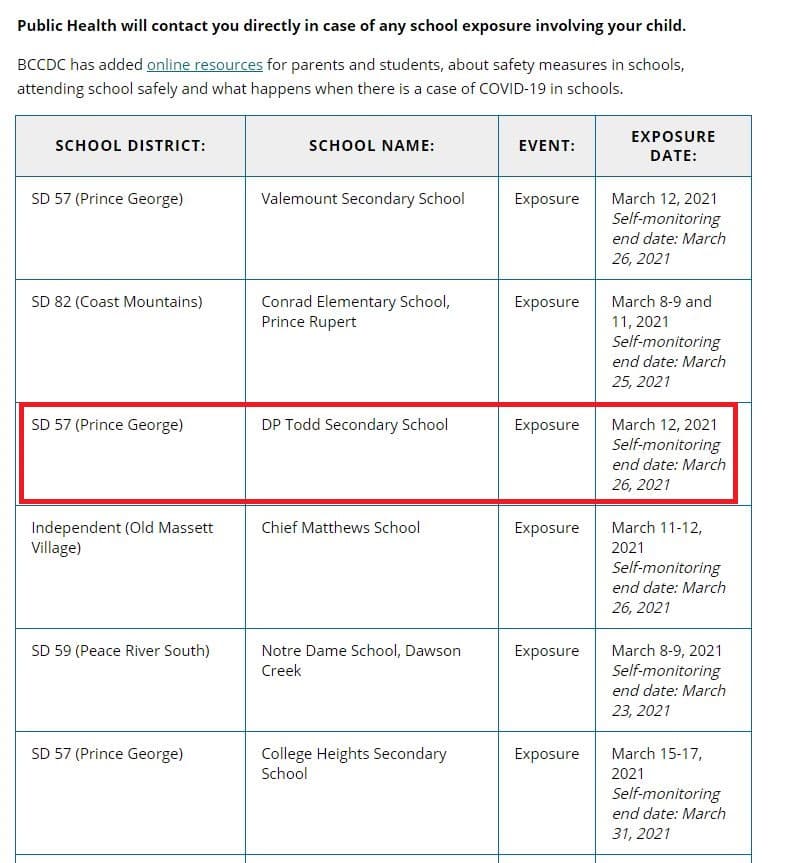 Public Health will contact you directly in case of any school exposure involving your child.
BCCDC has added online resources for parents and students, about safety measures in schools,
attending school safely and what happens when there is a case of COVID-19 in schools.
SCHOOL DISTRICT:
SCHOOL NAME:
EVENT:
EXPOSURE
DATE:
SD 57 (Prince George)
Valemount Secondary School
Exposure
March 12, 2021
Self-monitoring
end date: March
26, 2021
SD 82 (Coast Mountains)
Conrad Elementary School,
Prince Rupert
Exposure
March 8-9 and
11, 2021
Self-monitoring
end date: March
25, 2021
SD 57 (Prince George)
DP Todd Secondary School
Exposure
March 12, 2021
Self-monitoring
end date: March
26, 2021
Independent (Old Massett
Village)
Chief Matthews School
Exposure
March 11-12,
2021
Self-monitoring
end date: March
26, 2021
SD 59 (Peace River South)
Notre Dame School, Dawson
Creek
Exposure
March 8-9, 2021
Self-monitoring
end date: March
23, 2021
SD 57 (Prince George)
College Heights Secondary
School
Exposure
March 15-17,
2021
Self-monitoring
end date: March
31, 2021